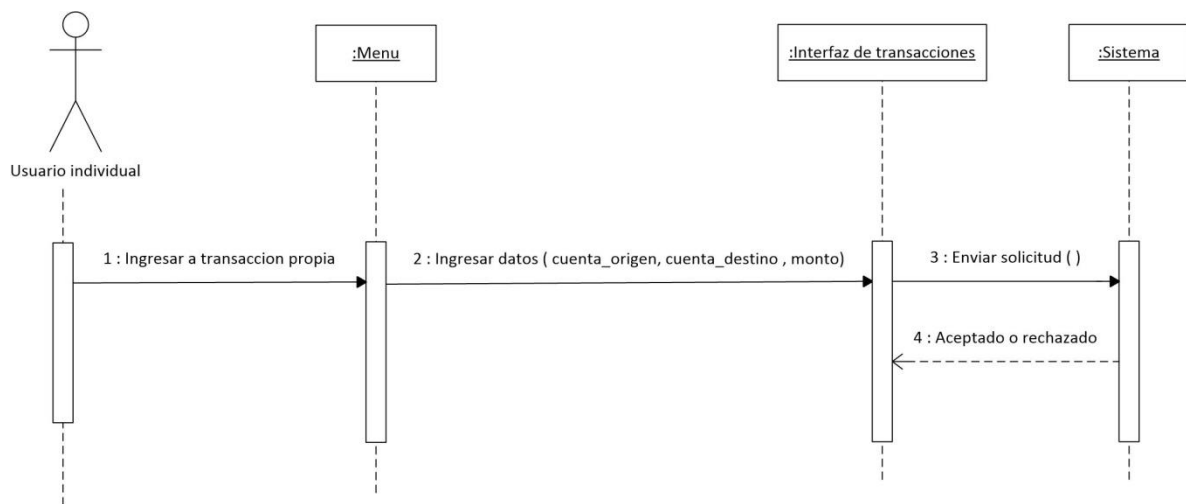 :Menu
:Interfaz de transacciones
:Sistema
Usuario individual
1 : Ingresar a transaccion propia
2 : Ingresar datos ( cuenta_origen, cuenta_destino , monto)
3 : Enviar solicitud ( )
4 : Aceptado o rechazado